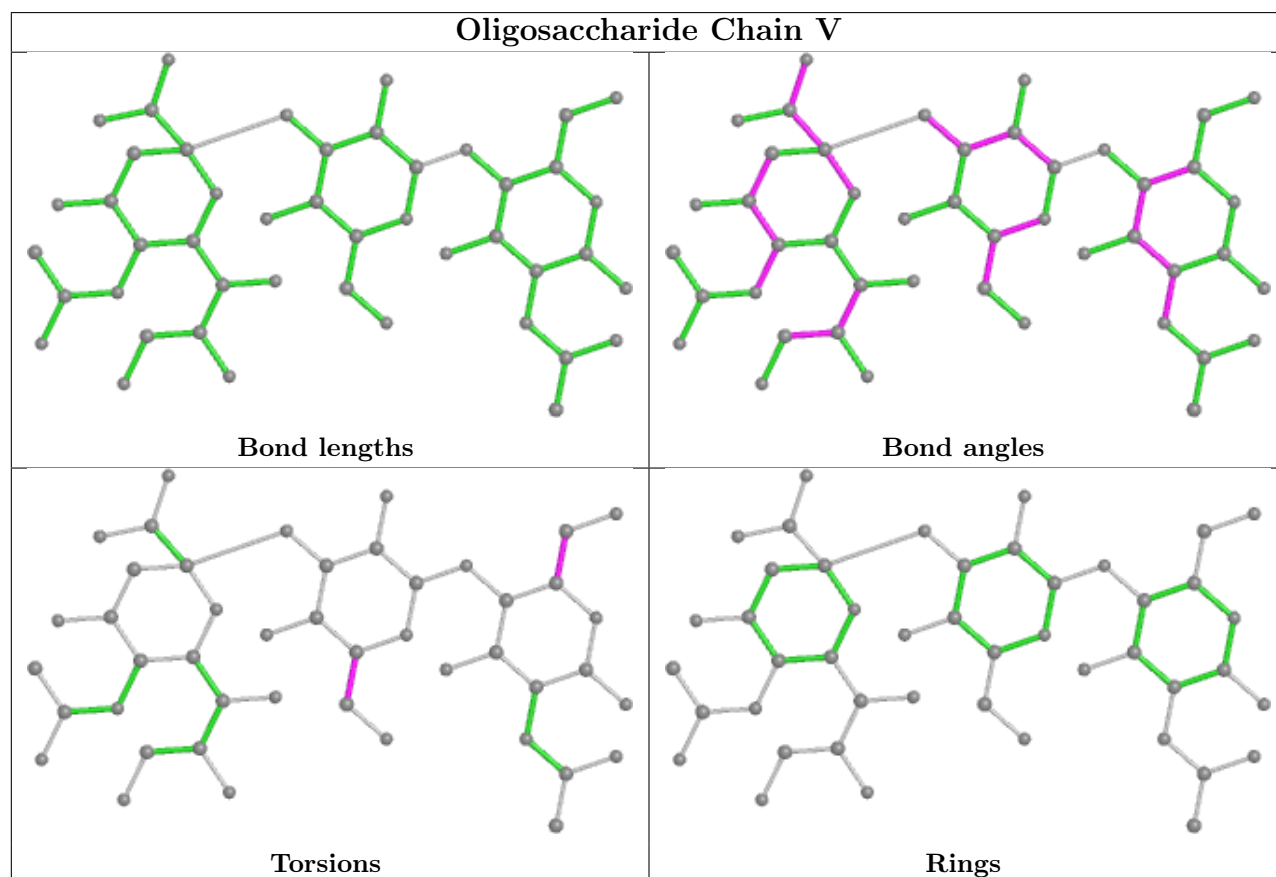 Oligosaccharide Chain V
Bond lengths
Bond angles
Torsions
Rings